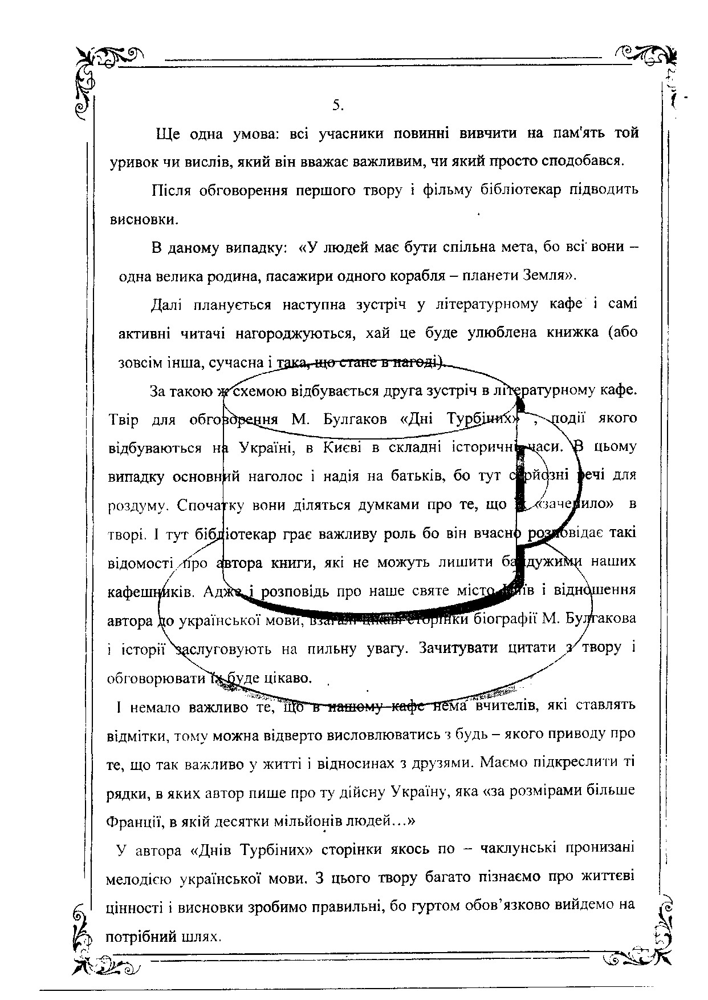 5.
Ще одна умова: всі учасники повинні вивчити на пам'ять той
уривок чи вислів, який він вважає важливим, чи який просто сподобався.
Після обговорення першого твору і фільму бібліотекар підводить
висновки.
В даному випадку: «У людей має бути спільна мета, бо всі вони –
одна велика родина, пасажири одного корабля – планети Земля».
Далі планується наступна зустріч у літературному кафе і самі
активні читачі нагороджуються, хай це буде улюблена книжка (або
зовсім інша, сучасна і така, що стане в нагоді).
За такою ж схемою відбувається друга зустріч в літературному кафе.
Твір для обговорення М. Булгаков «Дні Турбіних» , події якого
відбуваються на Україні, в Києві в складні історичні часи. В цьому
випадку основний наголос і надія на батьків, бо тут серйозні речі для
роздуму. Спочатку вони діляться думками про те, що їх «зачепило» в
творі. І тут бібліотекар грає важливу роль бо він вчасно розповідає такі
відомості про автора книги, які не можуть лишити байдужими наших
кафешників. Адже і розповідь про наше святе місто Київ і відношення
автора до української мови, взагалі цікаві сторінки біографії М. Булгакова
і історії заслуговують на пильну увагу. Зачитувати цитати з твору і
обговорювати їх буде цікаво.
І немало важливо те, що в нашому кафе нема вчителів, які ставлять
відмітки, тому можна відверто висловлюватись з будь – якого приводу про
те, що так важливо у житті і відносинах з друзями. Маємо підкреслити ті
рядки, в яких автор пише про ту дійсну Україну, яка «за розмірами більше
Франції, в якій десятки мільйонів людей…»
У автора «Днів Турбіних» сторінки якось по – чаклунські пронизані
мелодією української мови. З цього твору багато пізнаємо про життєві
цінності і висновки зробимо правильні, бо гуртом обов’язково вийдемо на
потрібний шлях.